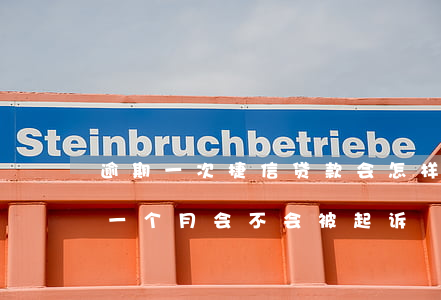 Steinbruchbetriebe
逾期一次捷信贷款会怎样
一个月会不会被起诉